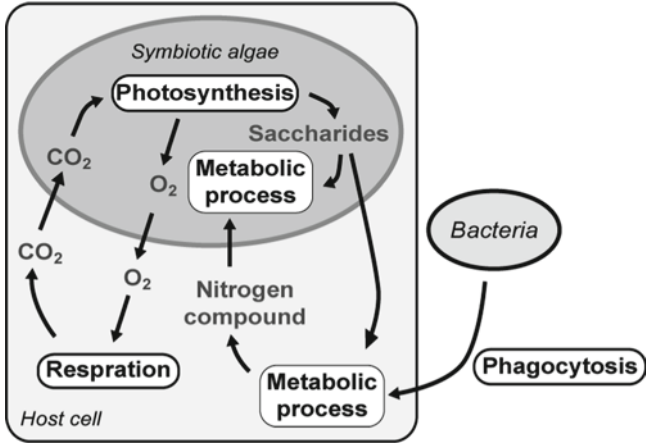 Symbiotic algae
Photosynthesis
Saccharides
CO₂
Metabolic
process
O₂
Bacteria
CO₂
O₂
Nitrogen
compound
Respration
Metabolic
process
Phagocytosis
Host cell